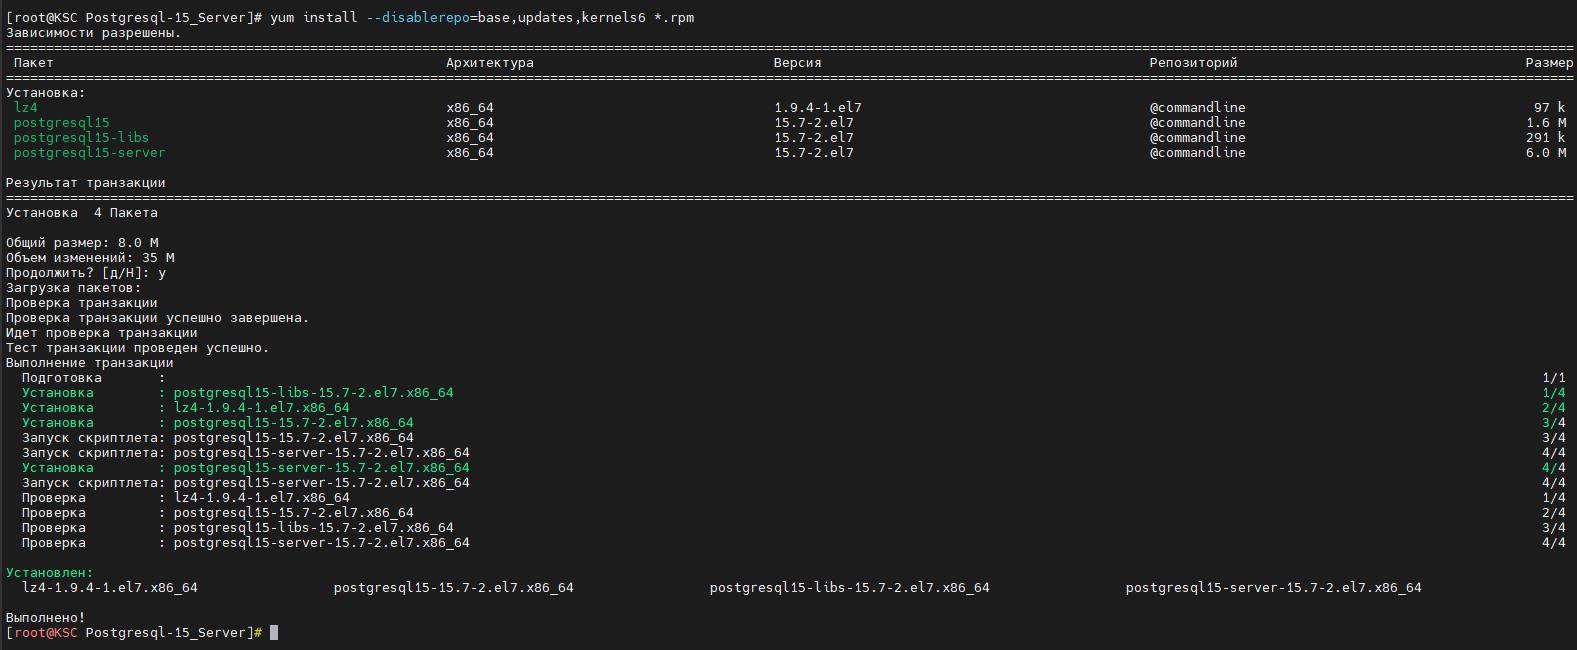 [root@KSC Postgresql-15_Server]# yum install --disablerepo=base,updates,kernels6 *.rpm
Зависимости разрешены.
Пакет Архитектура Версия Репозиторий Размер
Установка:
lz4 x86_64 1.9.4-1.el7 @commandline 97 k
postgresql15 x86_64 15.7-2.el7 @commandline 1.6 M
postgresql15-libs x86_64 15.7-2.el7 @commandline 291 k
postgresql15-server x86_64 15.7-2.el7 @commandline 6.0 M
Результат транзакции
Установка 4 Пакета
Общий размер: 8.0 M
Объем изменений: 35 M
Продолжить? [д/Н]: y
Загрузка пакетов:
Проверка транзакции
Проверка транзакции успешно завершена.
Идет проверка транзакции
Тест транзакции проведен успешно.
Выполнение транзакции
Подготовка : 1/1
Установка : postgresql15-libs-15.7-2.el7.x86_64 1/4
Установка : lz4-1.9.4-1.el7.x86_64 2/4
Установка : postgresql15-15.7-2.el7.x86_64 3/4
Запуск скриптлета: postgresql15-15.7-2.el7.x86_64 3/4
Запуск скриптлета: postgresql15-server-15.7-2.el7.x86_64 4/4
Установка : postgresql15-server-15.7-2.el7.x86_64 4/4
Запуск скриптлета: postgresql15-server-15.7-2.el7.x86_64 4/4
Проверка : lz4-1.9.4-1.el7.x86_64 1/4
Проверка : postgresql15-15.7-2.el7.x86_64 2/4
Проверка : postgresql15-libs-15.7-2.el7.x86_64 3/4
Проверка : postgresql15-server-15.7-2.el7.x86_64 4/4
Установлен:
lz4-1.9.4-1.el7.x86_64 postgresql15-15.7-2.el7.x86_64 postgresql15-libs-15.7-2.el7.x86_64 postgresql15-server-15.7-2.el7.x86_64
Выполнено!
[root@KSC Postgresql-15_Server]#